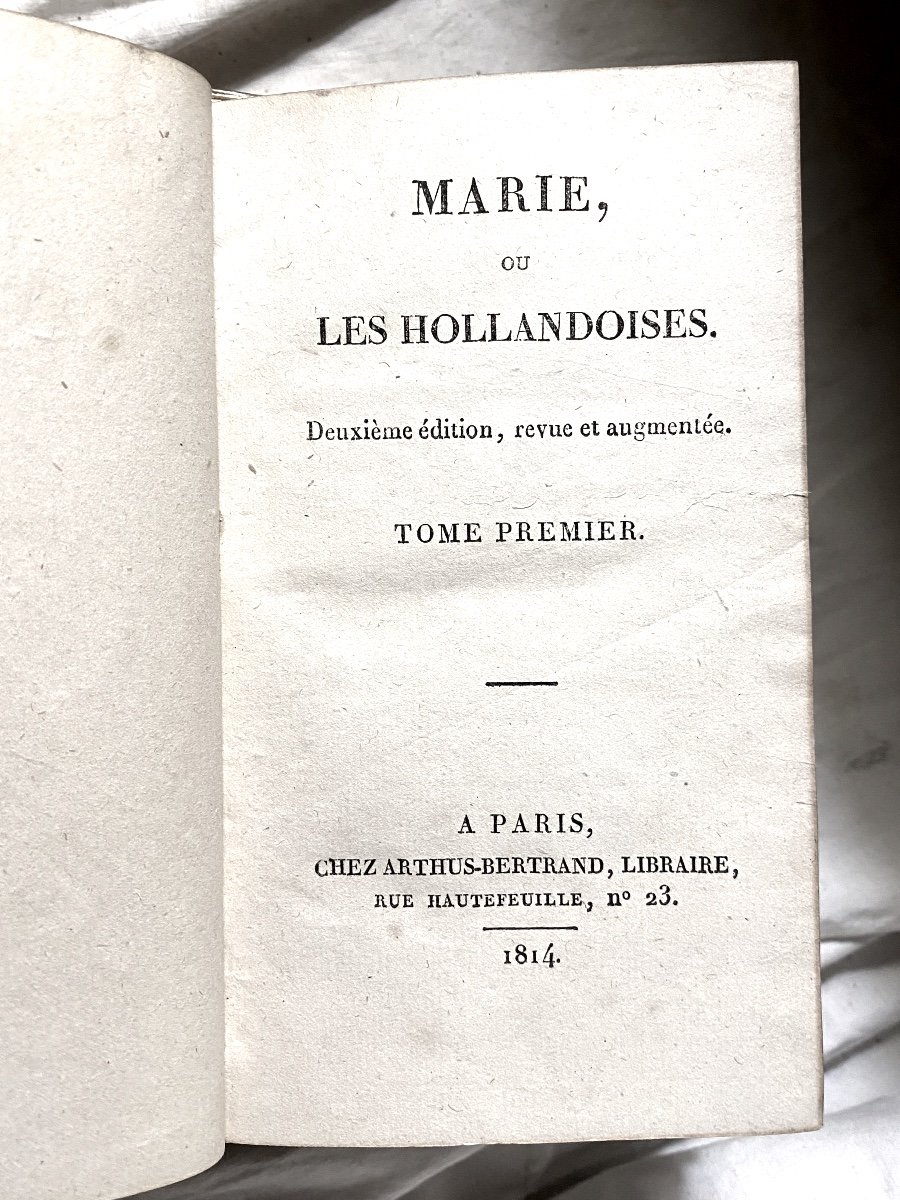 MARIE,
OU
LES HOLLANDOISES.
Deuxième édition, revue et augmentée.
TOME PREMIER.
A PARIS,
CHEZ ARTHUS-BERTRAND, LIBRAIRE,
RUE HAUTEFEUILLE, nº 23.
1814.